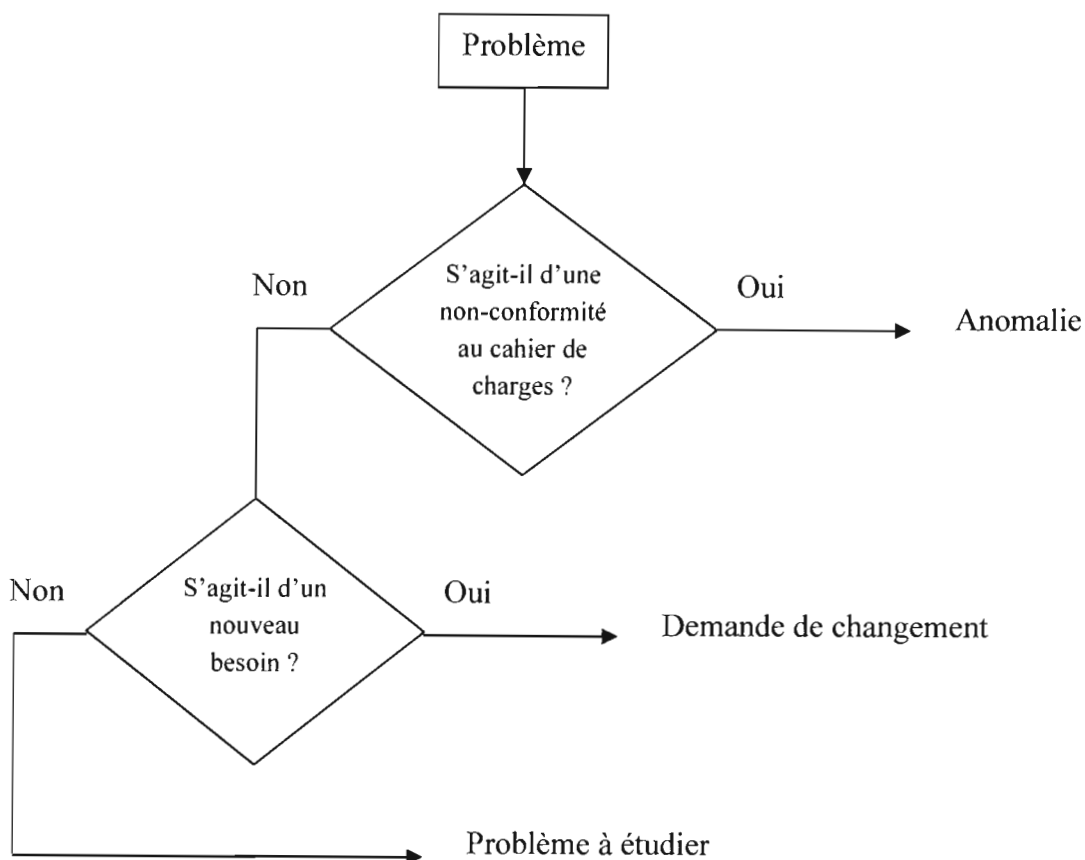 Problème
Non
S’agit-il d’une
non-conformité
au cahier de
charges ?
Oui
Anomalie
Non
S’agit-il d’un
nouveau
besoin ?
Oui
Demande de changement
Problème à étudier